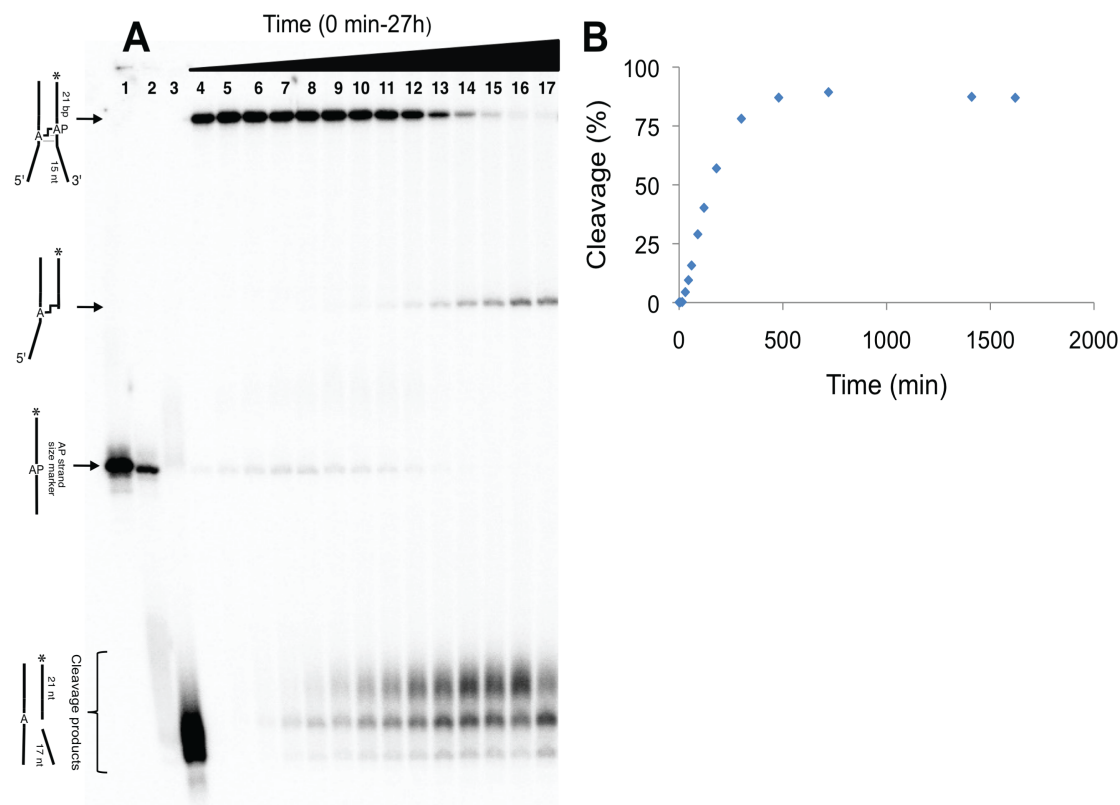 A
Time (0 min-27h)
1 2 3 4 5 6 7 8 9 10 11 12 13 14 15 16 17
*
21 bp
A
AP
15 nt
5' 3'
*
A
5'
*
AP
AP strand
size marker
*
21 nt
A
17 nt
Cleavage products
B
Cleavage (%)
100
75
50
25
0
0 500 1000 1500 2000
Time (min)